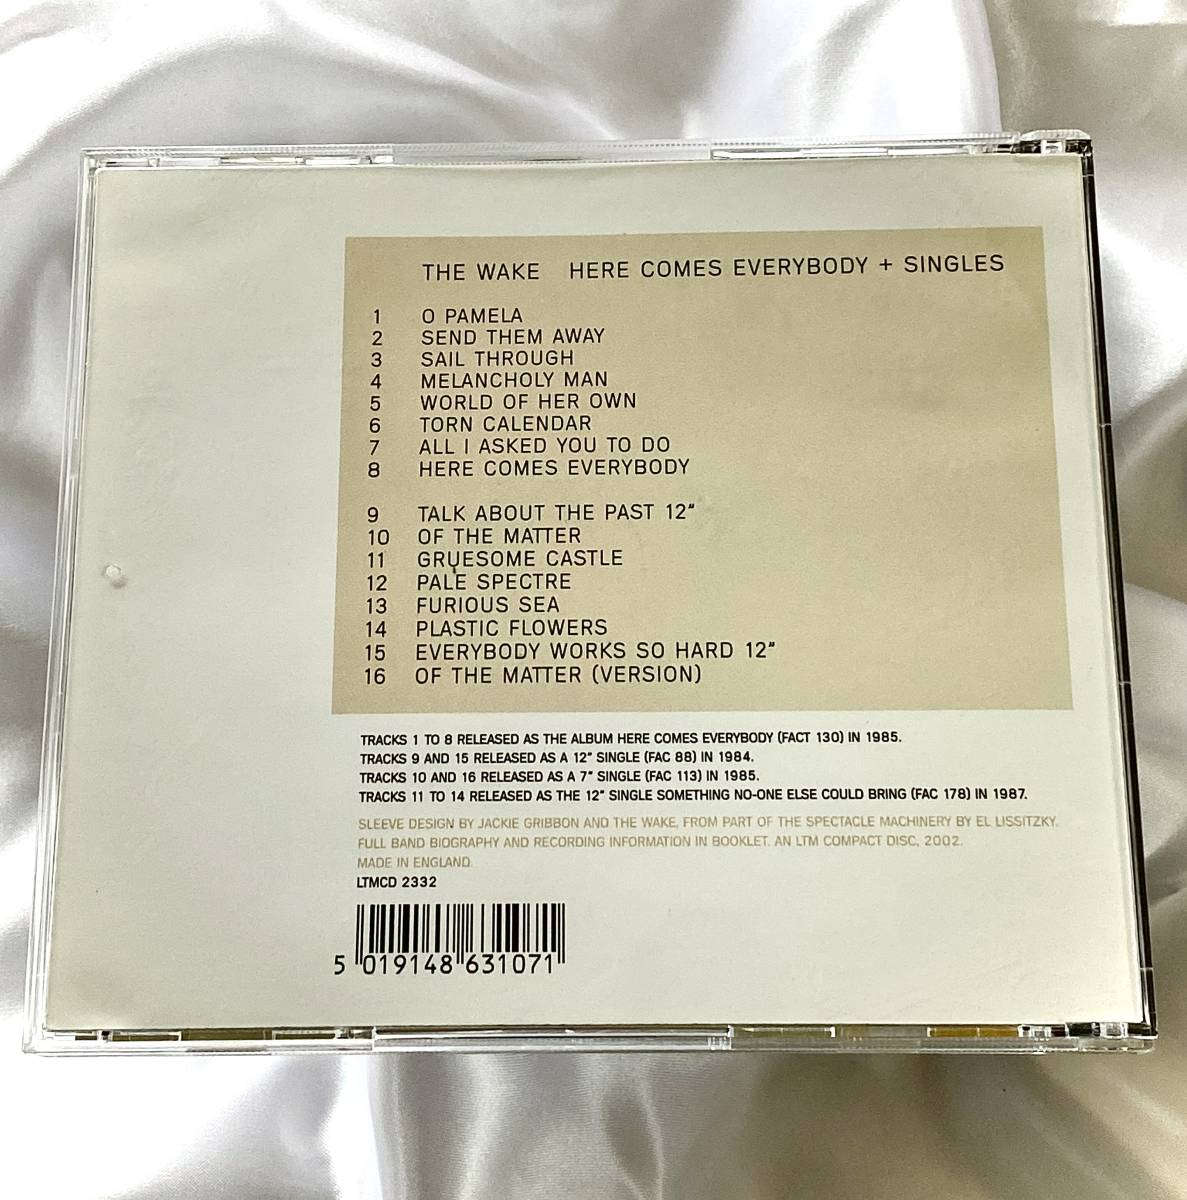 THE WAKE HERE COMES EVERYBODY + SINGLES
1 O PAMELA
2 SEND THEM AWAY
3 SAIL THROUGH
4 MELANCHOLY MAN
5 WORLD OF HER OWN
6 TORN CALENDAR
7 ALL I ASKED YOU TO DO
8 HERE COMES EVERYBODY
9 TALK ABOUT THE PAST 12"
10 OF THE MATTER
11 GRUESOME CASTLE
12 PALE SPECTRE
13 FURIOUS SEA
14 PLASTIC FLOWERS
15 EVERYBODY WORKS SO HARD 12"
16 OF THE MATTER (VERSION)
TRACKS 1 TO 8 RELEASED AS THE ALBUM HERE COMES EVERYBODY (FACT 130) IN 1985.
TRACKS 9 AND 15 RELEASED AS A 12" SINGLE (FAC 88) IN 1984.
TRACKS 10 AND 16 RELEASED AS A 7" SINGLE (FAC 113) IN 1985.
TRACKS 11 TO 14 RELEASED AS THE 12" SINGLE SOMETHING NO-ONE ELSE COULD BRING (FAC 178) IN 1987.
SLEEVE DESIGN BY JACKIE GRIBBON AND THE WAKE, FROM PART OF THE SPECTACLE MACHINERY BY EL LISSITZKY.
FULL BAND BIOGRAPHY AND RECORDING INFORMATION IN BOOKLET. AN LTM COMPACT DISC, 2002.
MADE IN ENGLAND.
LTMCD 2332
5 019148 631071